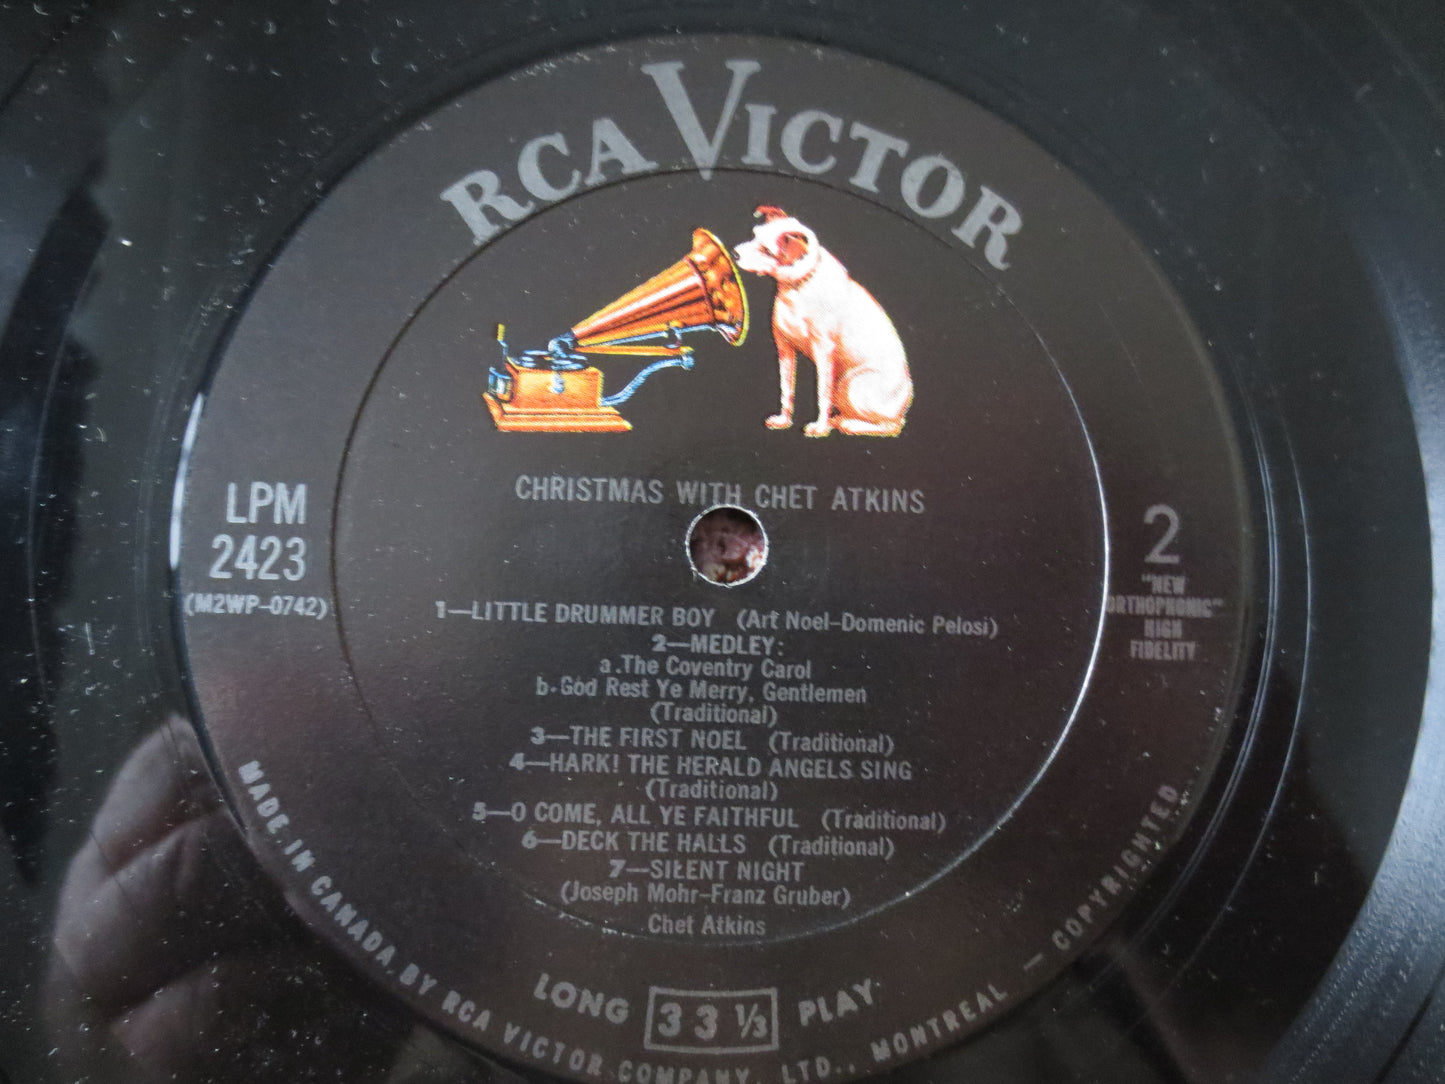 RCA VICTOR
CHRISTMAS WITH CHET ATKINS
LPM
2423
(M2WP-0742)
2
"NEW
ORTHOPHONIC"
HIGH
FIDELITY
1—LITTLE DRUMMER BOY (Art Noel-Domenic Pelosi)
2—MEDLEY:
a.The Coventry Carol
b.God Rest Ye Merry, Gentlemen
(Traditional)
3—THE FIRST NOEL (Traditional)
4—HARK! THE HERALD ANGELS SING
(Traditional)
5—O COME, ALL YE FAITHFUL (Traditional)
6—DECK THE HALLS (Traditional)
7—SILENT NIGHT
(Joseph Mohr-Franz Gruber)
Chet Atkins
LONG 33 1/3 PLAY
MADE IN CANADA BY RCA VICTOR COMPANY, LTD., MONTREAL — COPYRIGHTED